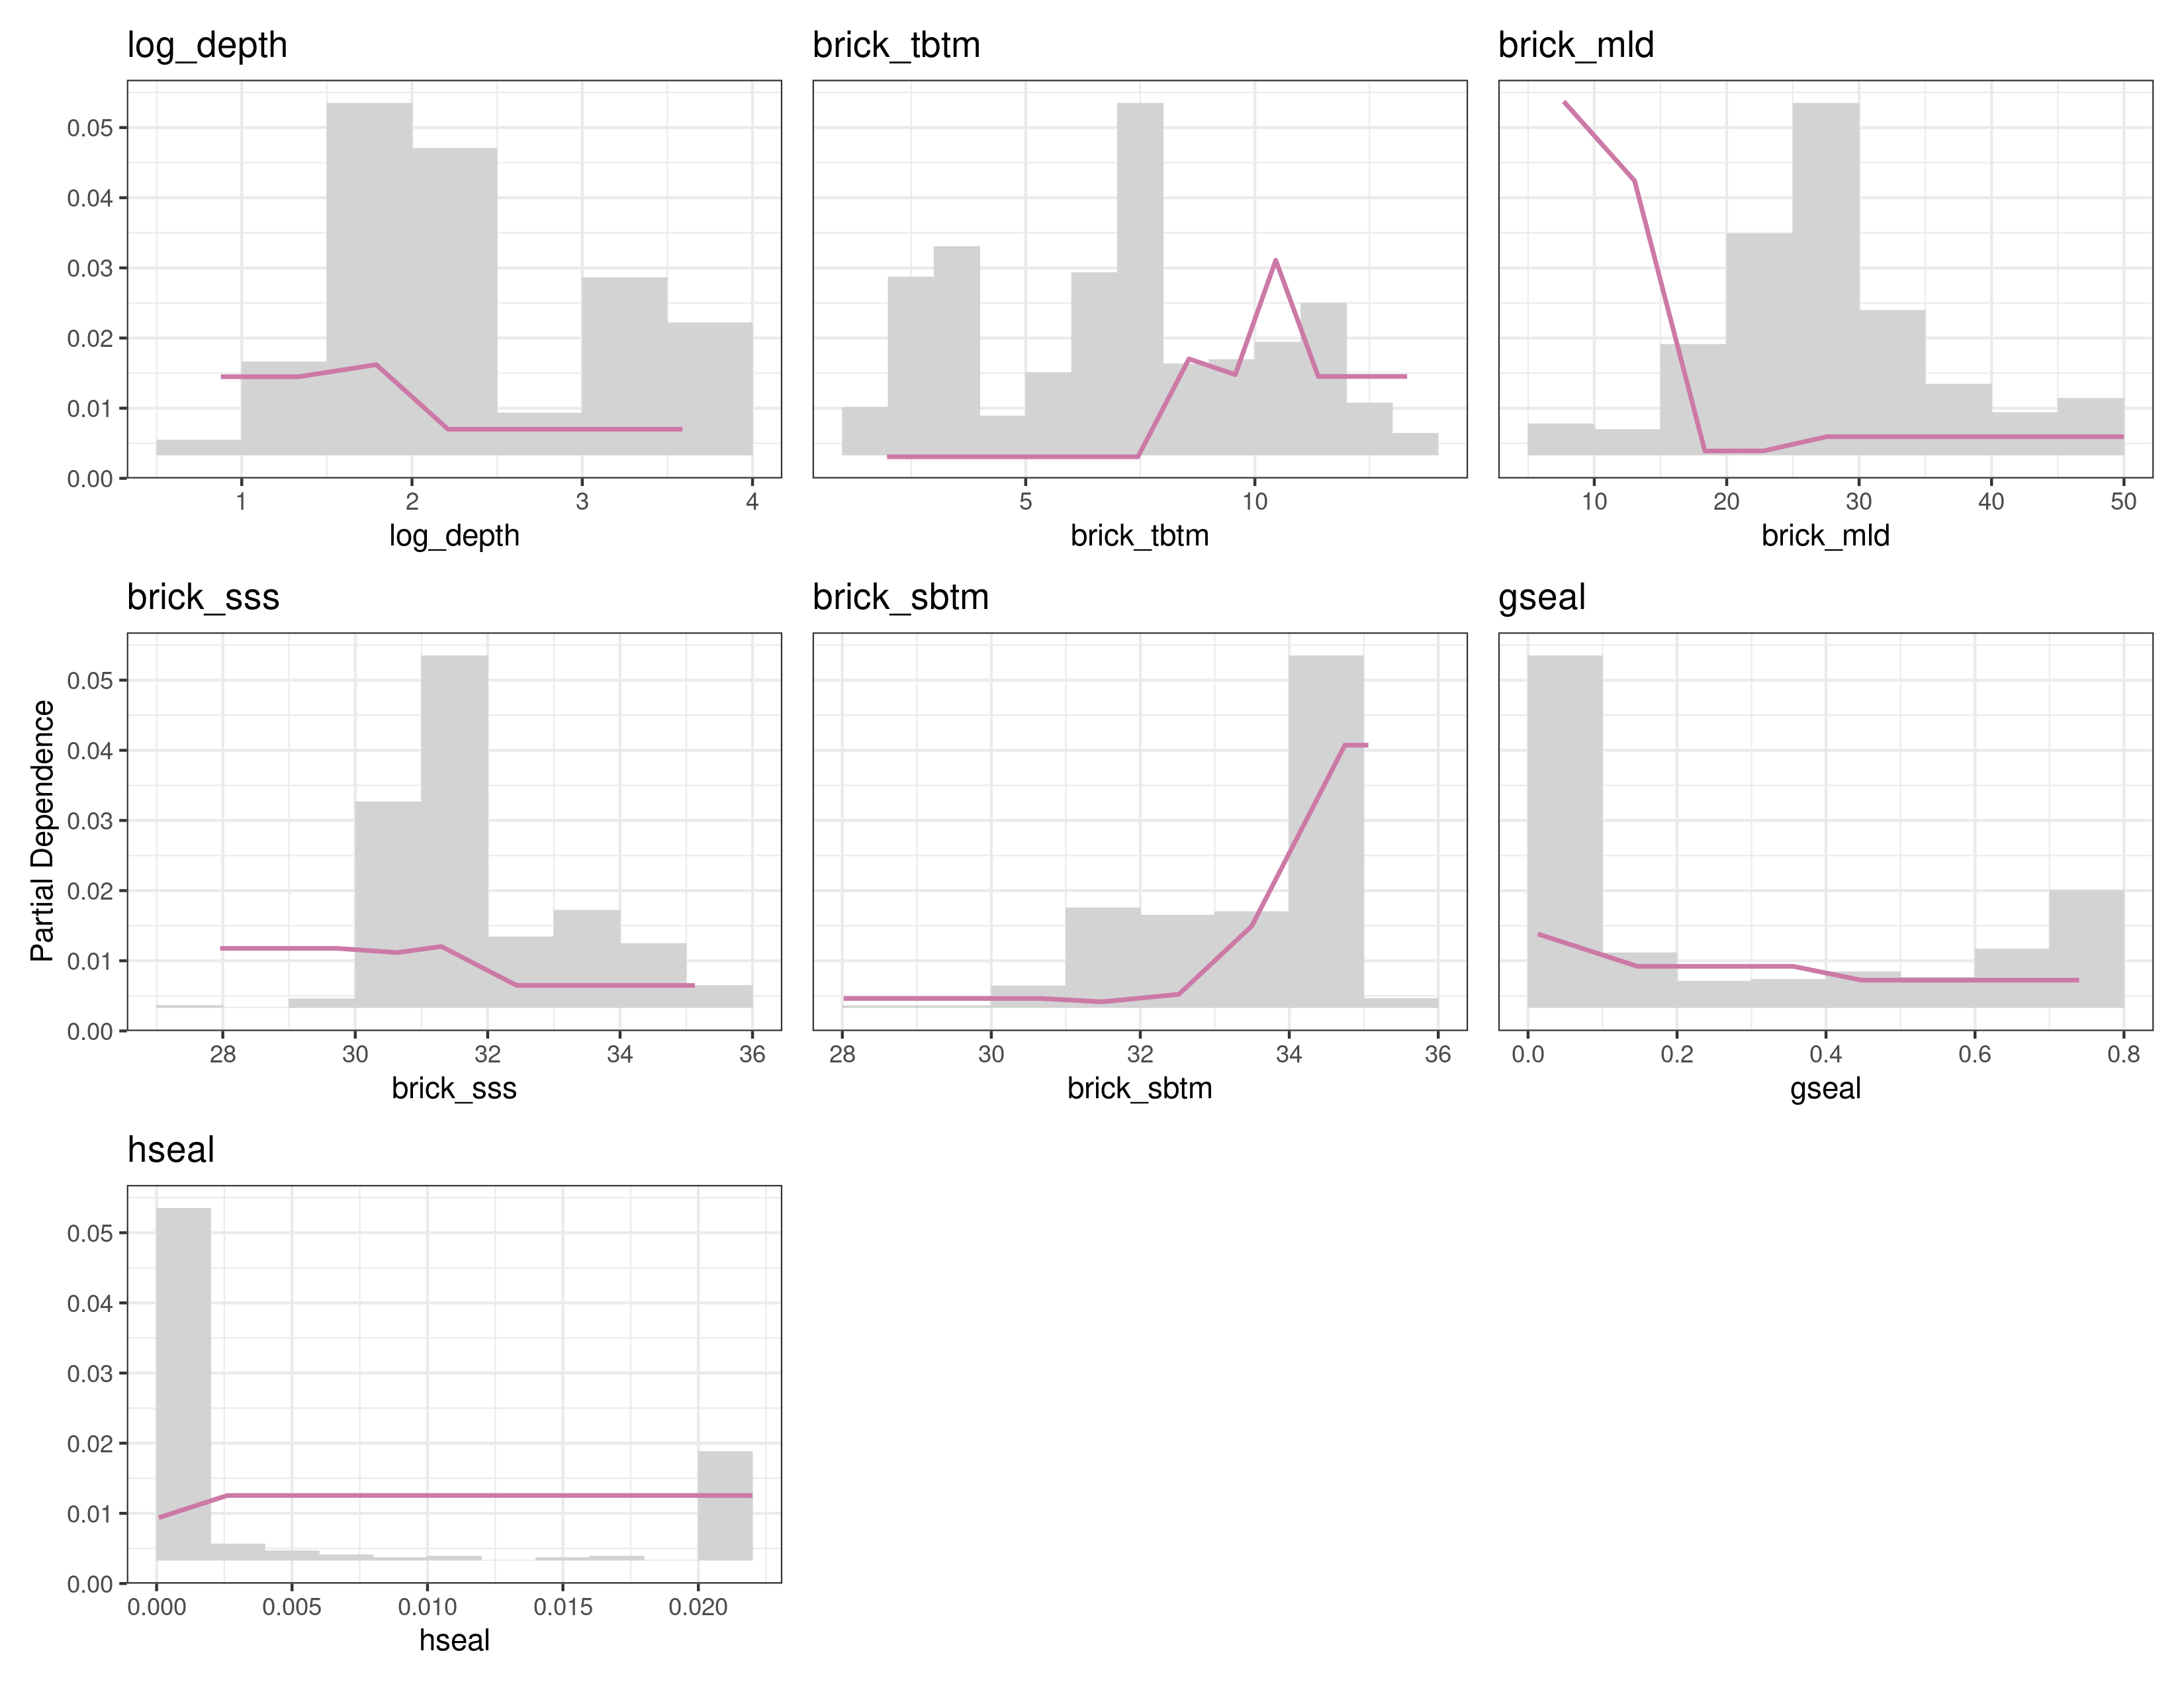 log_depth brick_tbtm brick_mld
0.05
0.04
0.03
0.02
0.01
0.00
1 2 3 4 5 10 10 20 30 40 50
log_depth brick_tbtm brick_mld
brick_sss brick_sbtm gseal
Partial Dependence
0.05
0.04
0.03
0.02
0.01
0.00
28 30 32 34 36 28 30 32 34 36 0.0 0.2 0.4 0.6 0.8
brick_sss brick_sbtm gseal
hseal
0.05
0.04
0.03
0.02
0.01
0.00
0.000 0.005 0.010 0.015 0.020
hseal